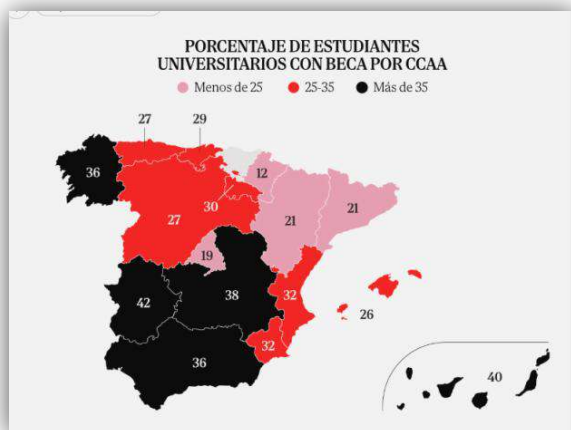 PORCENTAJE DE ESTUDIANTES
UNIVERSITARIOS CON BECA POR CCAA
Menos de 25 25-35 Más de 35
27 29
36 12
27 30 21 21
19
42 38 32
26
36 32
40